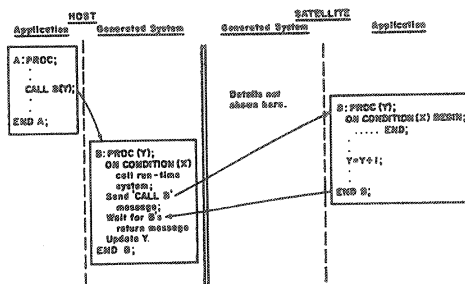 HOST
SATELLITE
Application
Generated System
Generated System
Application
A:PROC;
.
.
CALL B(Y);
.
.
END A;
B:PROC(Y);
ON CONDITION(X)
call run-time
system;
Send 'CALL B'
message;
Wait for B's
return message
Update Y.
END B;
Details not
shown here.
B:PROC(Y);
ON CONDITION(X) BEGIN;
..... END;
.
.
Y=Y+1;
.
.
END B;